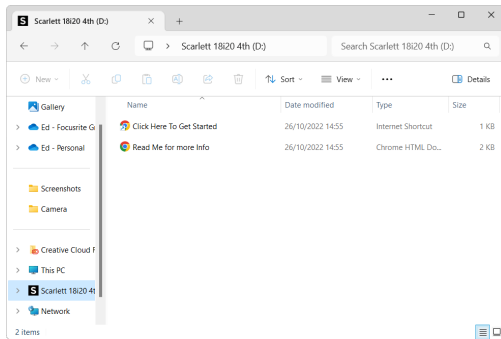 S Scarlett 18i20 4th (D:)
Scarlett 18i20 4th (D:) Search Scarlett 18i20 4th (D:)
New Sort View Details
Name Date modified Type Size
Gallery
Click Here To Get Started 26/10/2022 14:55 Internet Shortcut 1 KB
Ed - Focusrite G
Ed - Personal
Read Me for more Info 26/10/2022 14:55 Chrome HTML Do... 2 KB
Screenshots
Camera
Creative Cloud F
This PC
S Scarlett 18i20 4t
Network
2 items